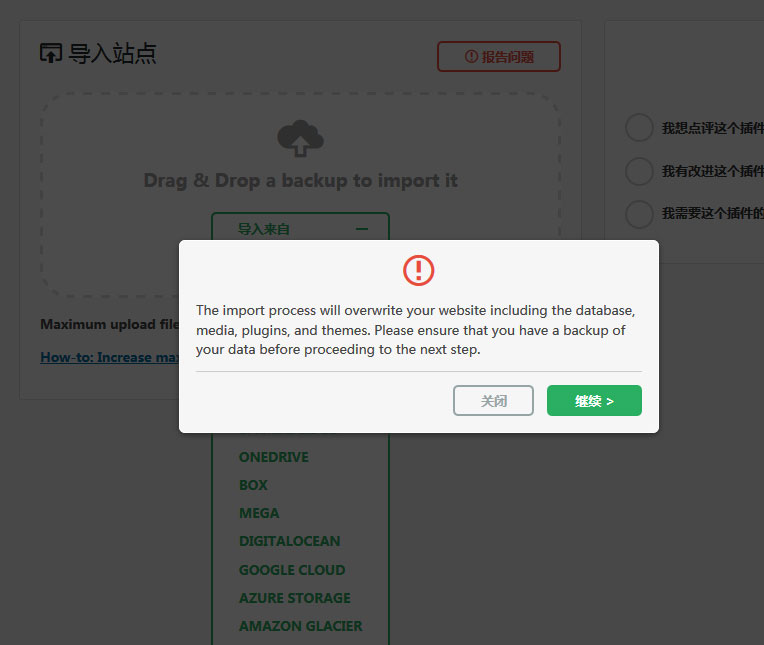 导入站点
报告问题
Drag & Drop a backup to import it
导入来自
我想点评这个插件
我有改进这个插件
我需要这个插件的
The import process will overwrite your website including the database,
media, plugins, and themes. Please ensure that you have a backup of
your data before proceeding to the next step.
关闭
继续 >
Maximum upload file
How-to: Increase max
ONEDRIVE
BOX
MEGA
DIGITALOCEAN
GOOGLE CLOUD
AZURE STORAGE
AMAZON GLACIER